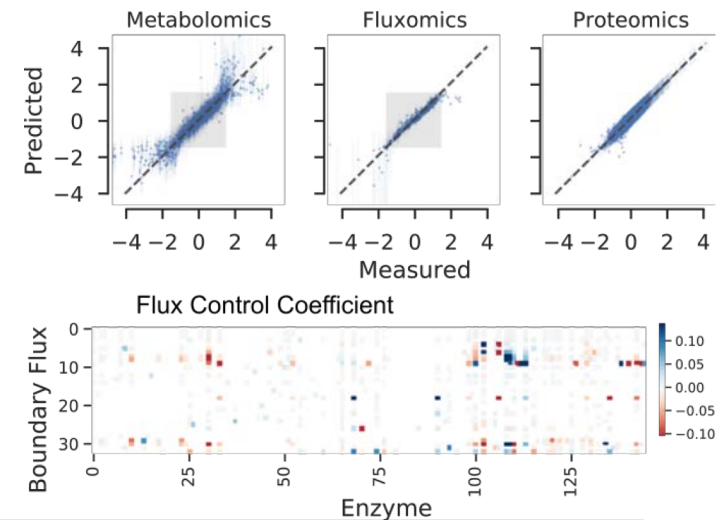 Metabolomics Fluxomics Proteomics
4
2
0
−2
−4
Predicted
−4 −2 0 2 4 −4 −2 0 2 4 −4 −2 0 2 4
Measured
Flux Control Coefficient
0
10
20
30
Boundary Flux
0 25 50 75 100 125
Enzyme
0.10
0.05
0.00
−0.05
−0.10